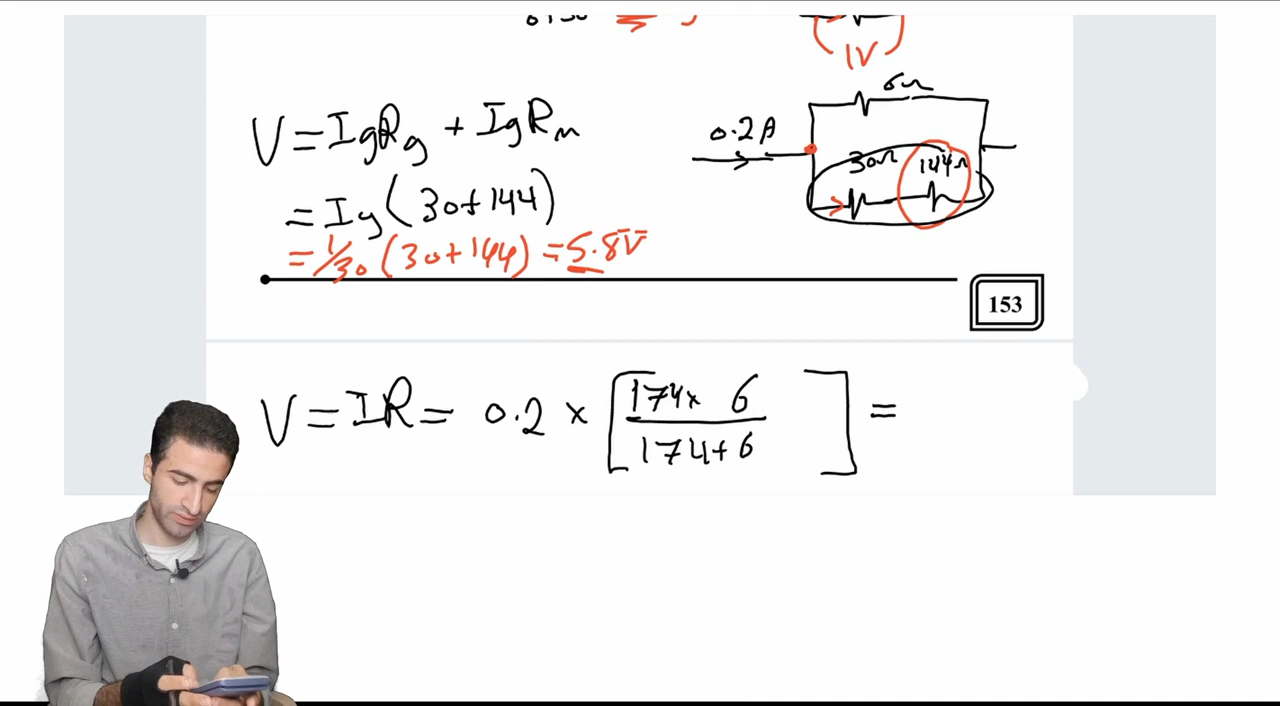 1V
6Ω
V = IgRg + IgRm
0.2A
30Ω 144Ω
= Ig (30+144)
= 1/30 (30+144) = 5.8V
153
V = IR = 0.2 × [174× 6 / 174+6] =